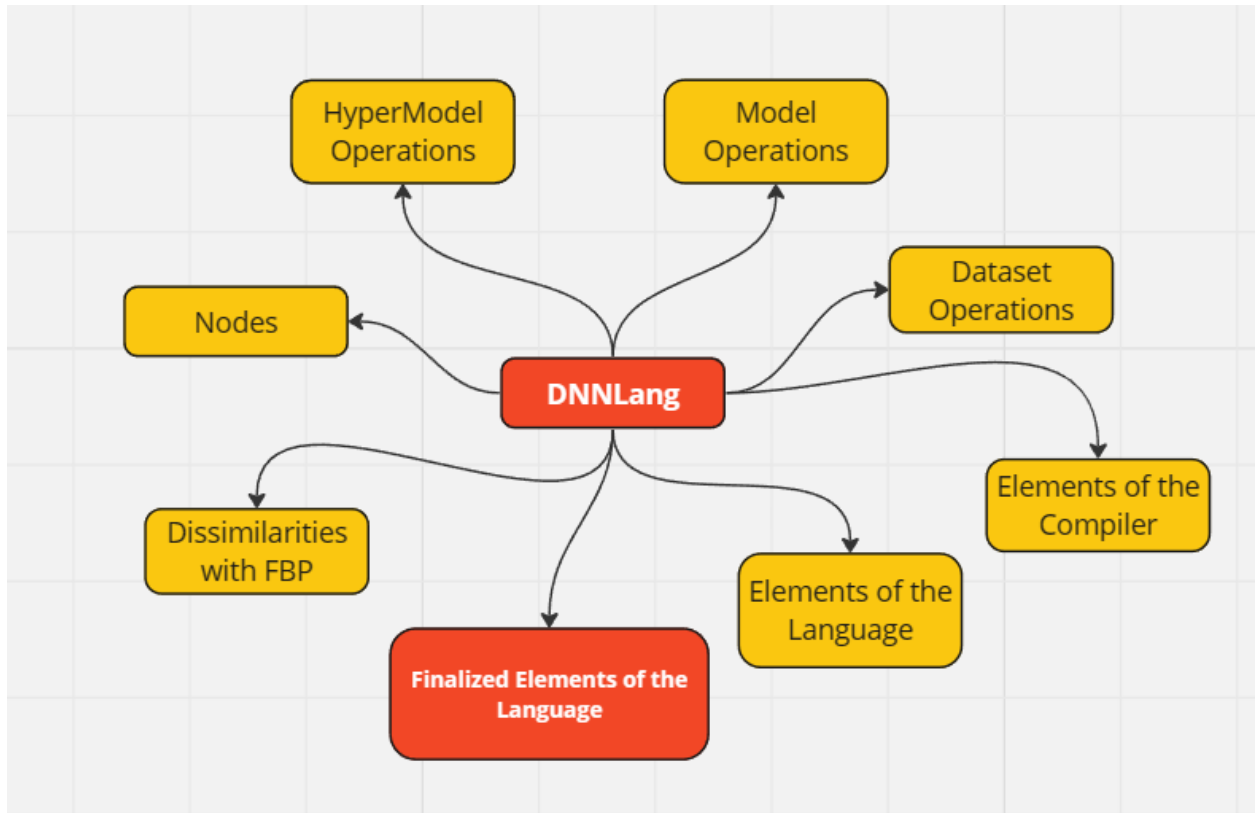 HyperModel
Operations
Model
Operations
Dataset
Operations
Nodes
DNNLang
Elements of the
Compiler
Dissimilarities
with FBP
Elements of the
Language
Finalized Elements of the
Language